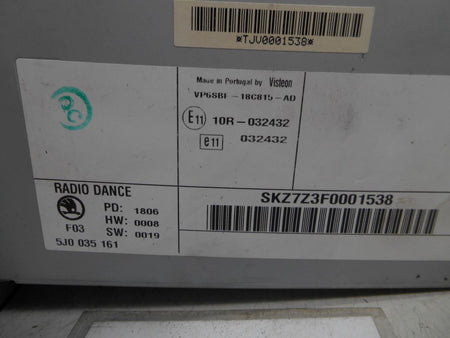 *TJV0001538*
Made in Portugal by Visteon
VP6SBF-18C815-AD
E11 10R-032432
e11 032432
RADIO DANCE
PD: 1806
HW: 0008
F03 SW: 0019
5J0 035 161
SKZ7Z3F0001538